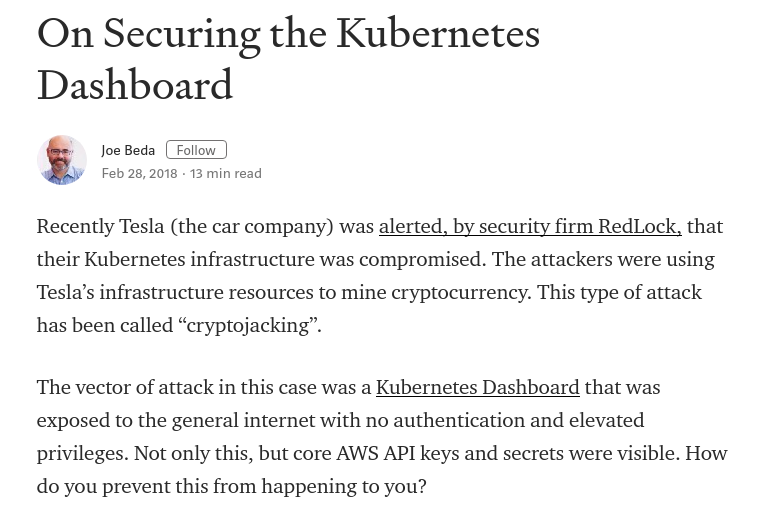 On Securing the Kubernetes
Dashboard
Joe Beda Follow
Feb 28, 2018 · 13 min read
Recently Tesla (the car company) was alerted, by security firm RedLock, that
their Kubernetes infrastructure was compromised. The attackers were using
Tesla’s infrastructure resources to mine cryptocurrency. This type of attack
has been called “cryptojacking”.
The vector of attack in this case was a Kubernetes Dashboard that was
exposed to the general internet with no authentication and elevated
privileges. Not only this, but core AWS API keys and secrets were visible. How
do you prevent this from happening to you?